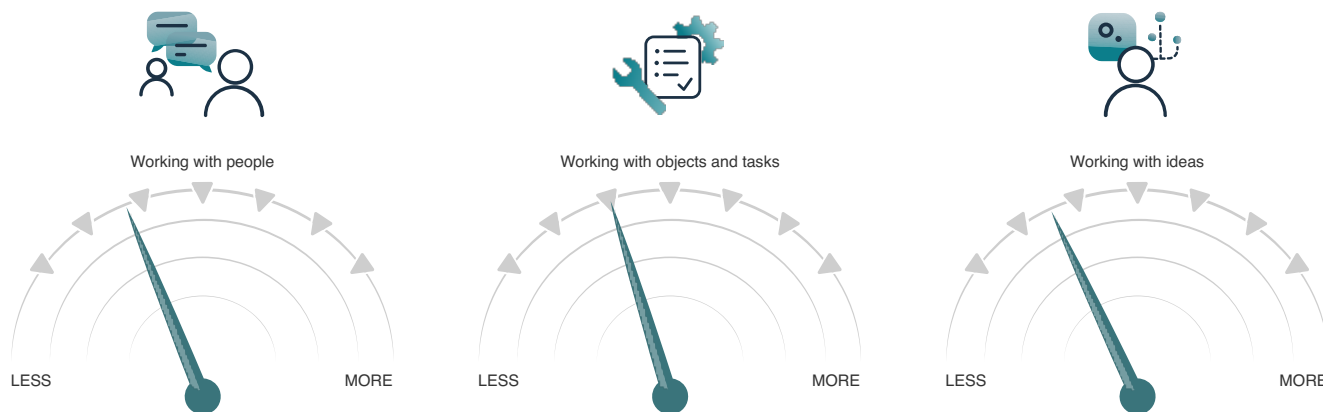 Working with people
Working with objects and tasks
Working with ideas
LESS
MORE
LESS
MORE
LESS
MORE